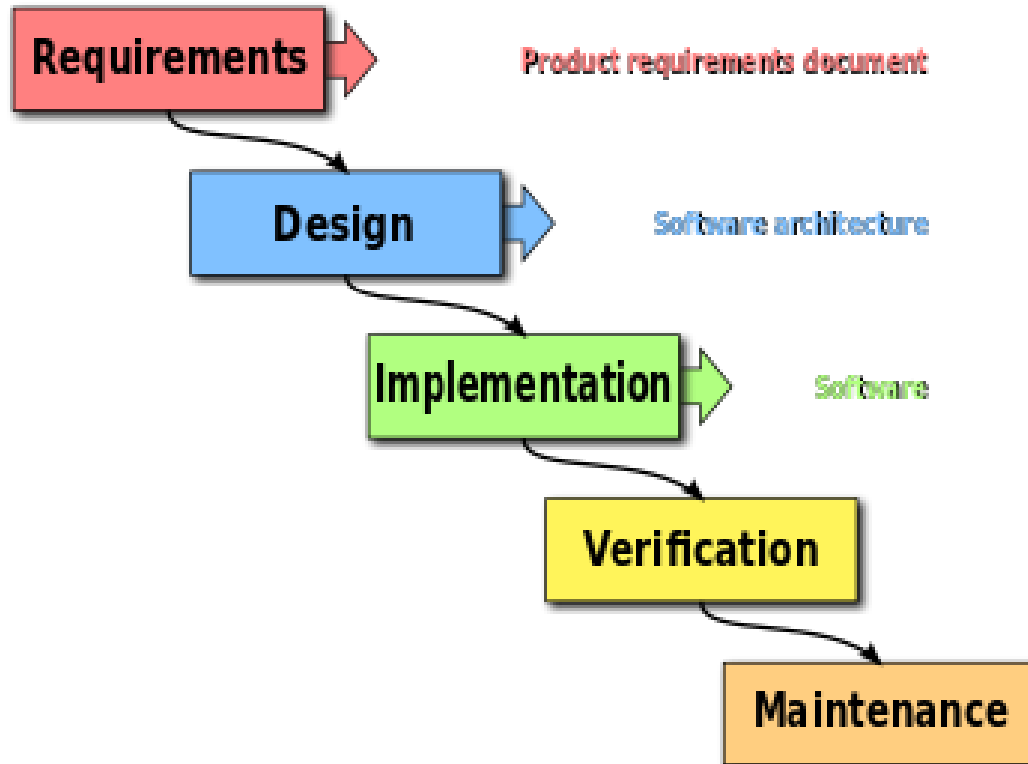 Requirements
Product requirements document
Design
Software architecture
Implementation
Software
Verification
Maintenance